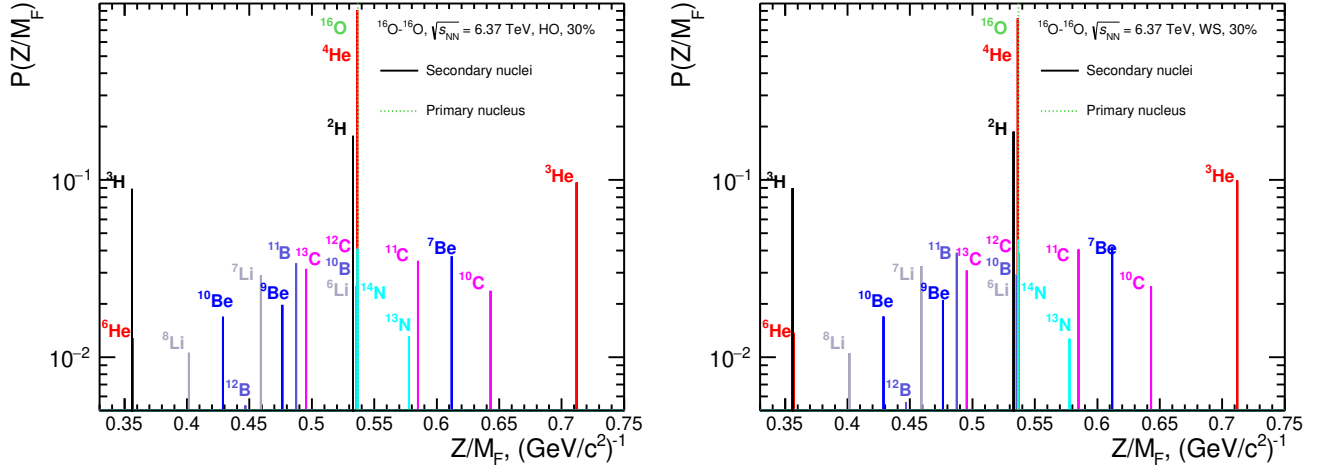 P(Z/M_F)
¹⁶O
⁴He
¹⁶O-¹⁶O, √s_NN = 6.37 TeV, HO, 30%
Secondary nuclei
Primary nucleus
²H
³H
³He
¹¹B
¹³C
¹²C
¹⁰B
⁶Li
¹¹C
⁷Be
⁷Li
¹⁰Be
⁹Be
¹⁴N
¹⁰C
¹³N
⁶He
⁸Li
¹²B
10⁻¹
10⁻²
0.35 0.4 0.45 0.5 0.55 0.6 0.65 0.7 0.75
Z/M_F, (GeV/c²)⁻¹
P(Z/M_F)
¹⁶O
⁴He
¹⁶O-¹⁶O, √s_NN = 6.37 TeV, WS, 30%
Secondary nuclei
Primary nucleus
²H
³H
³He
¹¹B
¹³C
¹²C
¹⁰B
⁶Li
¹¹C
⁷Be
⁷Li
¹⁰Be
⁹Be
¹⁴N
¹⁰C
¹³N
⁶He
⁸Li
¹²B
10⁻¹
10⁻²
0.35 0.4 0.45 0.5 0.55 0.6 0.65 0.7 0.75
Z/M_F, (GeV/c²)⁻¹